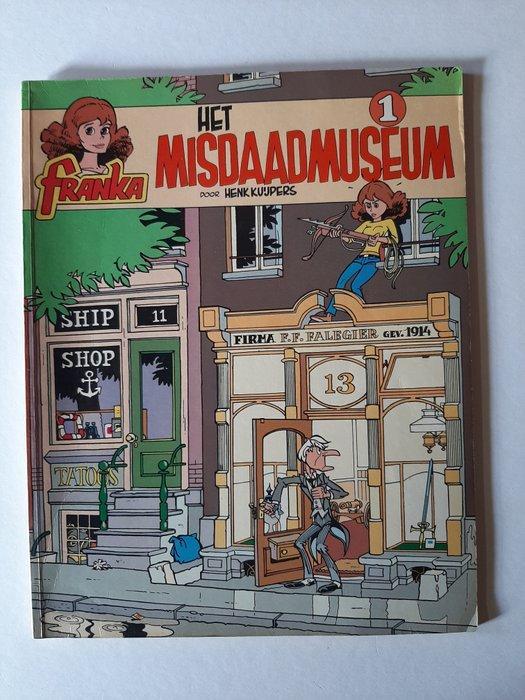 FRANKA
HET
MISDAADMUSEUM
1
DOOR HENK KUIJPERS
SHIP
11
SHOP
TATOOS
FIRMA F.F. FALEGIER GEV. 1914
13